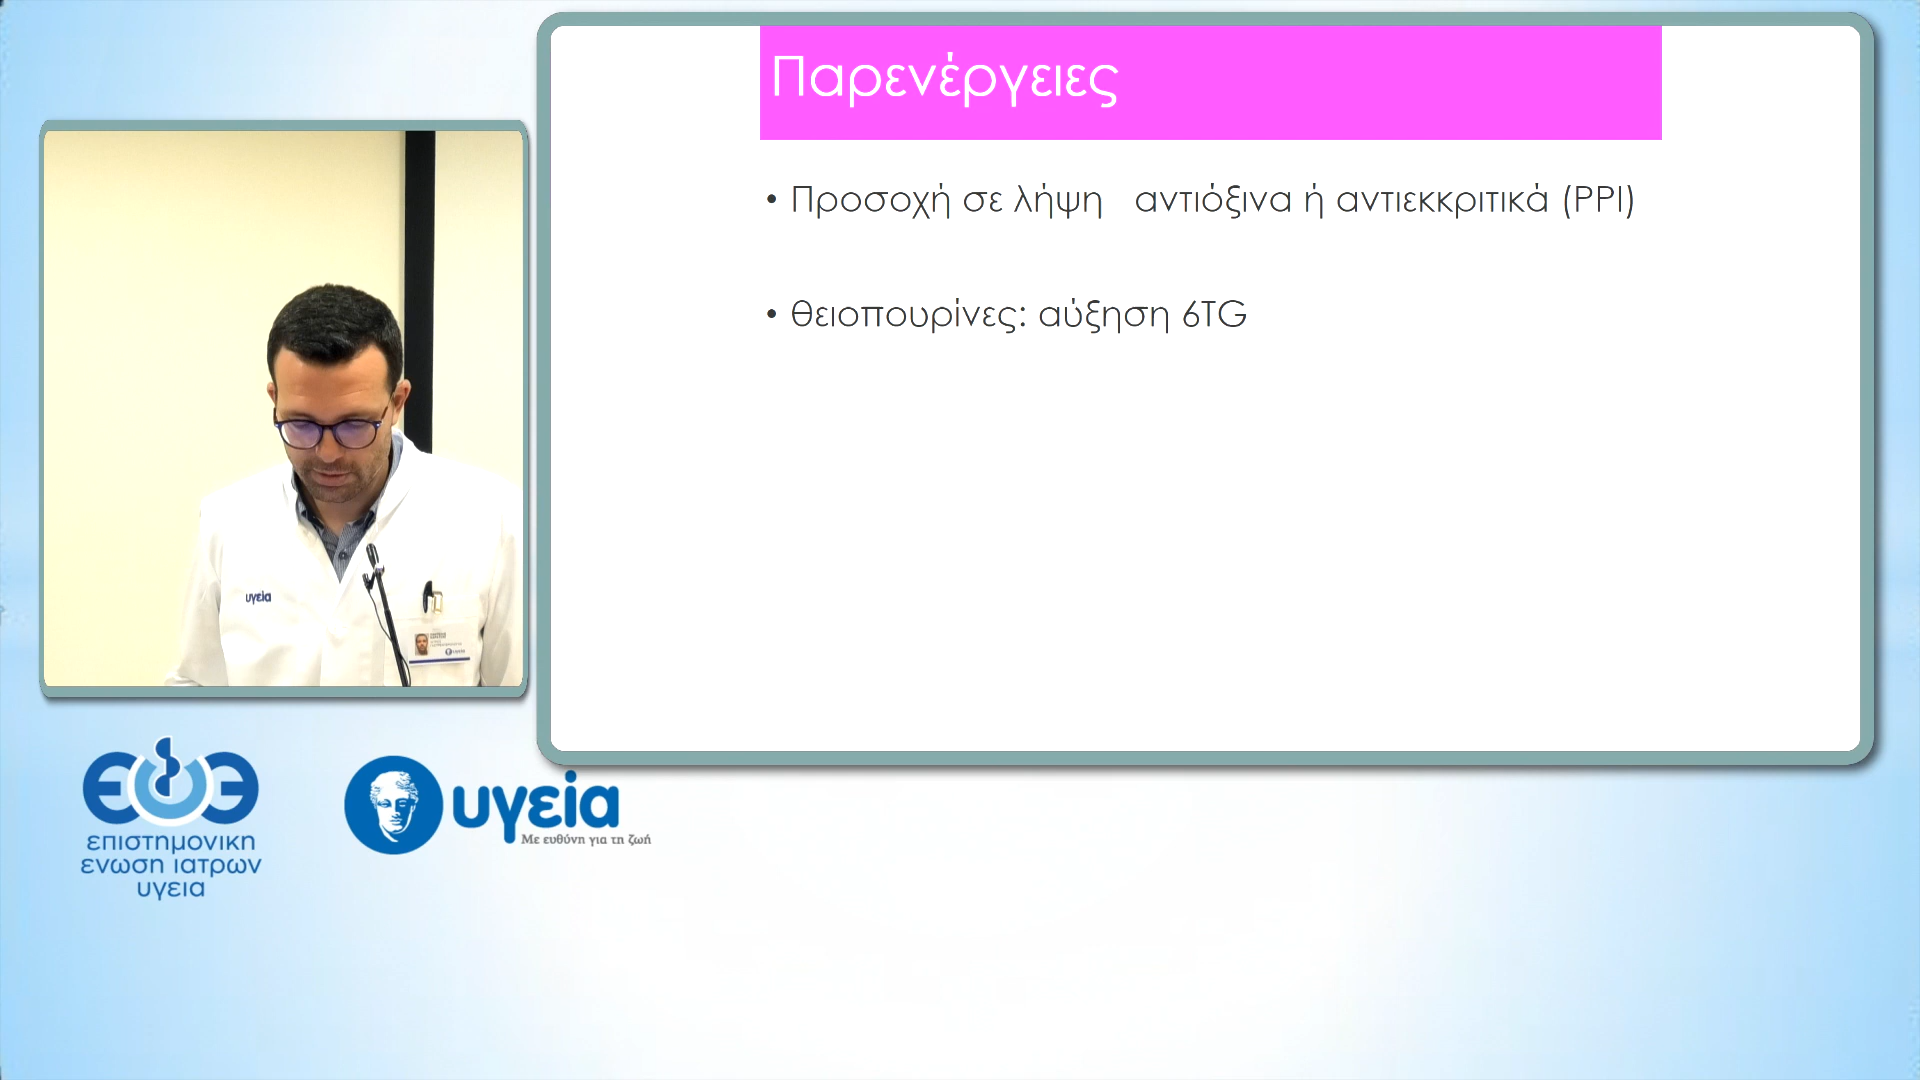 Παρενέργειες
• Προσοχή σε λήψη αντιόξινα ή αντιεκκριτικά (PPI)
• θειοπουρίνες: αύξηση 6TG
υγεία
υγεία
επιστημονικη
ενωση ιατρων
υγεια
υγεία
Με ευθύνη για τη ζωή